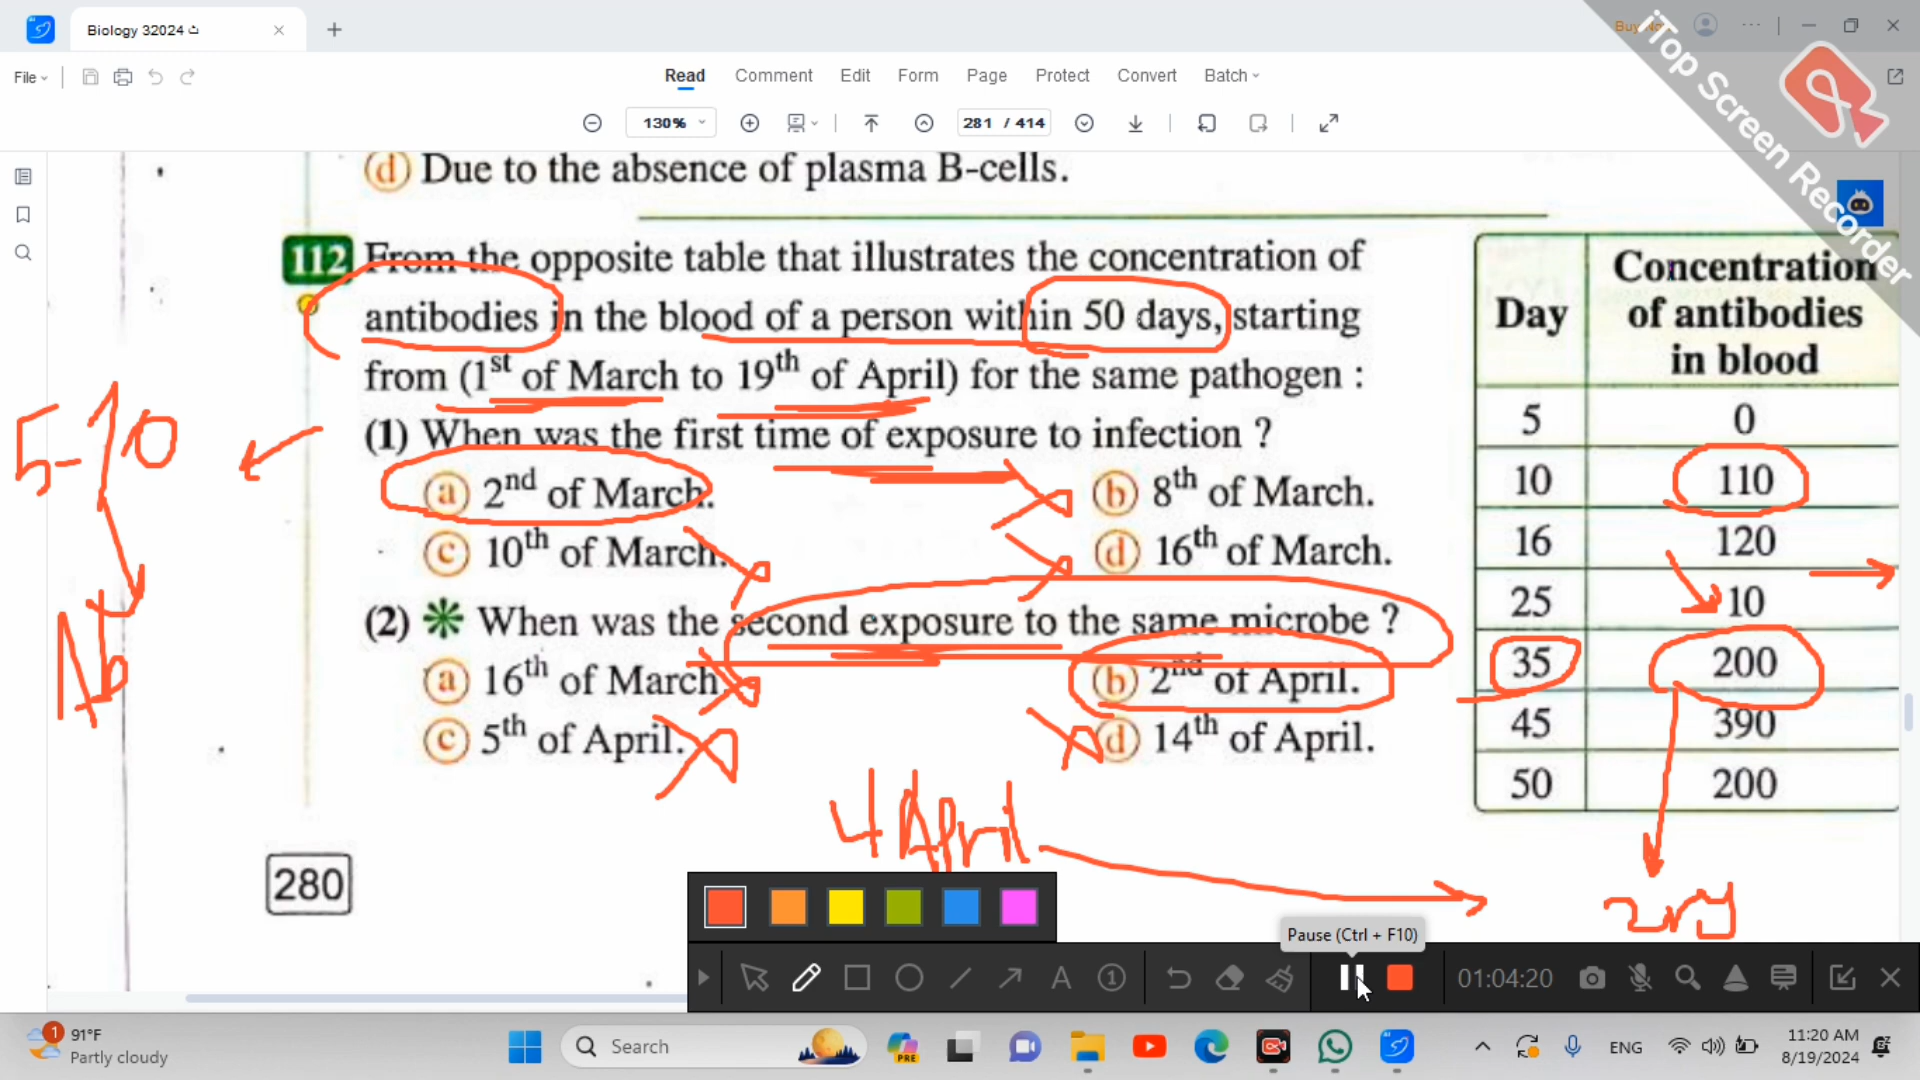 Biology 32024 ث
Buy Now
iTop Screen Recorder
File
Read
Comment
Edit
Form
Page
Protect
Convert
Batch
130%
281 / 414
d Due to the absence of plasma B-cells.
112 From the opposite table that illustrates the concentration of
antibodies in the blood of a person within 50 days, starting
from (1st of March to 19th of April) for the same pathogen :
(1) When was the first time of exposure to infection ?
a 2nd of March.
b 8th of March.
c 10th of March.
d 16th of March.
(2) When was the second exposure to the same microbe ?
a 16th of March
b 2nd of April.
c 5th of April.
d 14th of April.
Day Concentration of antibodies in blood
5 0
10 110
16 120
25 10
35 200
45 390
50 200
5-10
Ab
4 April
2ry
280
Pause (Ctrl + F10)
A
1
01:04:20
1
91°F
Partly cloudy
Search
PRE
ENG
11:20 AM
8/19/2024